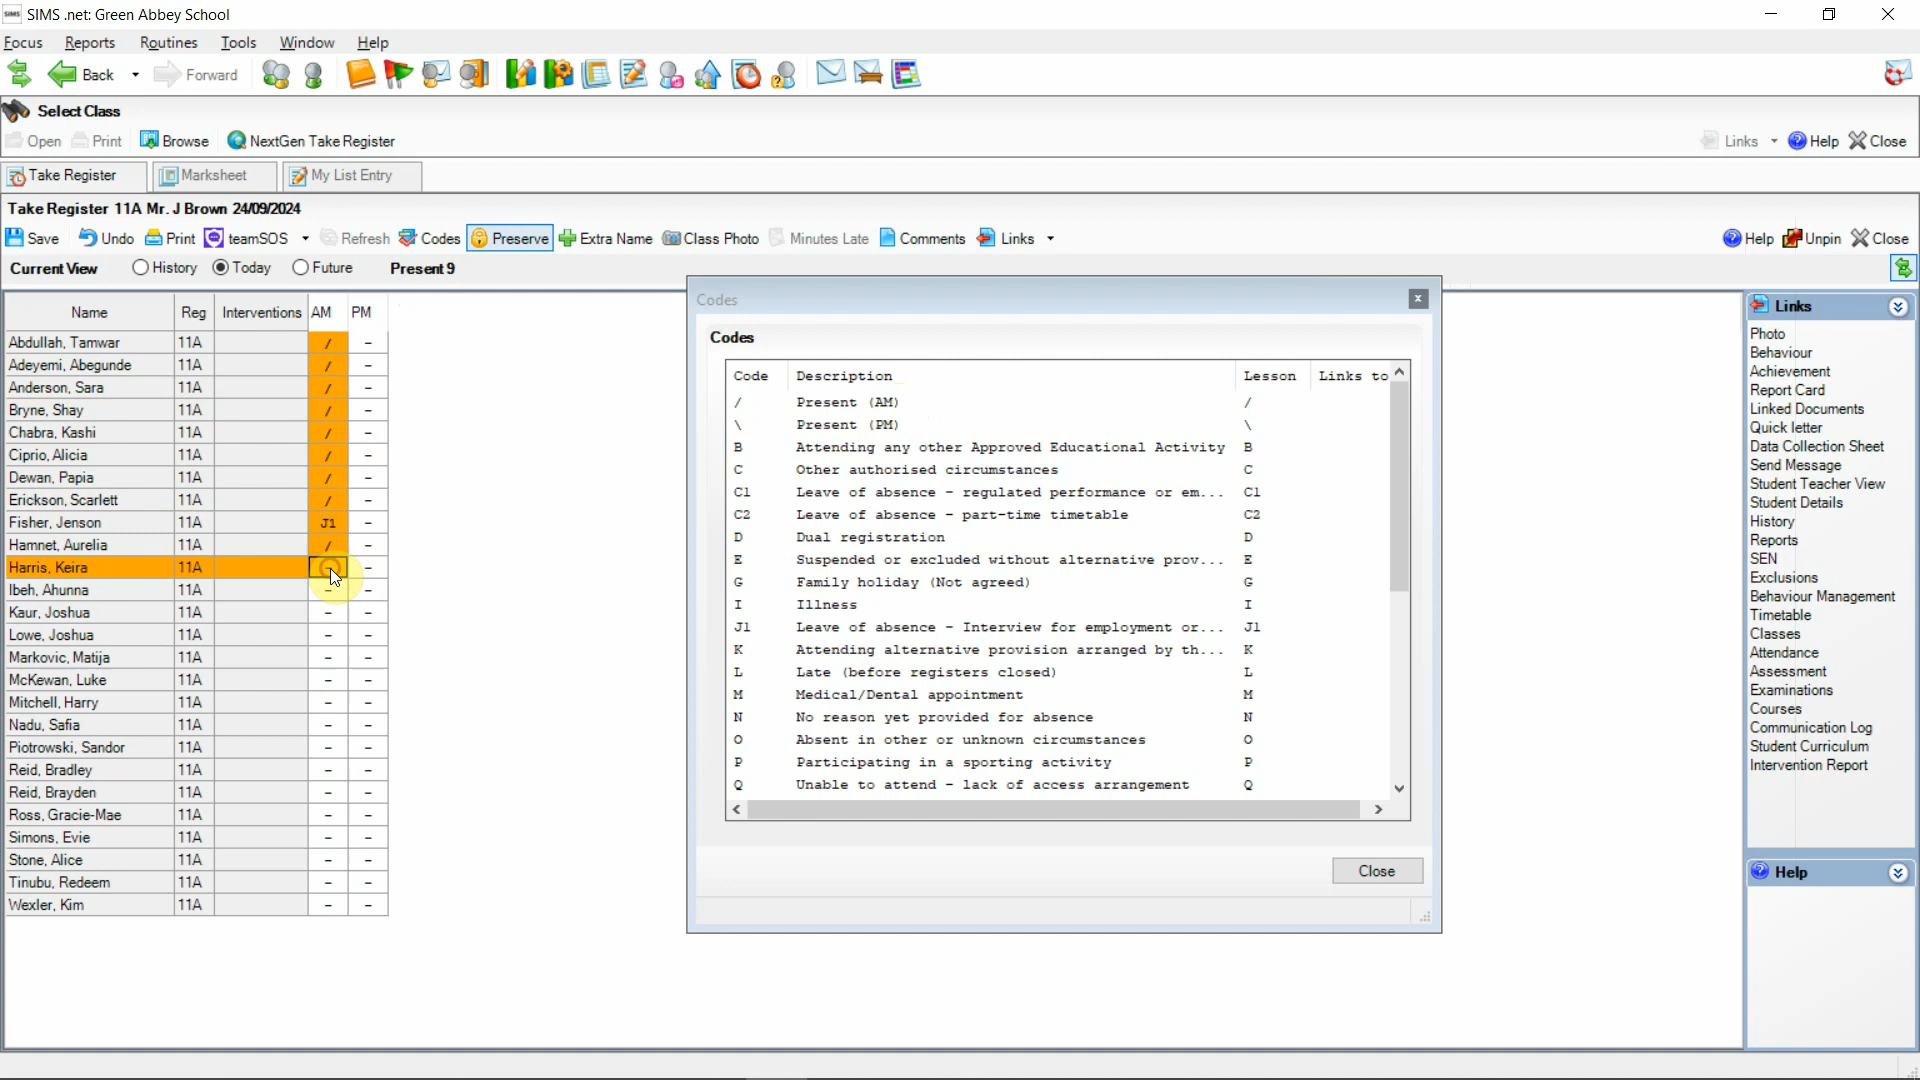 SIMS .net: Green Abbey School
Focus Reports Routines Tools Window Help
Back Forward
Select Class
Open Print Browse NextGen Take Register Links Help Close
Take Register Marksheet My List Entry
Take Register 11A Mr. J Brown 24/09/2024
Save Undo Print teamSOS Refresh Codes Preserve Extra Name Class Photo Minutes Late Comments Links Help Unpin Close
Current View History Today Future Present 9
Name Reg Interventions AM PM
Abdullah, Tamwar 11A / -
Adeyemi, Abegunde 11A / -
Anderson, Sara 11A / -
Bryne, Shay 11A / -
Chabra, Kashi 11A / -
Ciprio, Alicia 11A / -
Dewan, Papia 11A / -
Erickson, Scarlett 11A / -
Fisher, Jenson 11A J1 -
Hamnet, Aurelia 11A / -
Harris, Keira 11A - -
Ibeh, Ahunna 11A - -
Kaur, Joshua 11A - -
Lowe, Joshua 11A - -
Markovic, Matija 11A - -
McKewan, Luke 11A - -
Mitchell, Harry 11A - -
Nadu, Safia 11A - -
Piotrowski, Sandor 11A - -
Reid, Bradley 11A - -
Reid, Brayden 11A - -
Ross, Gracie-Mae 11A - -
Simons, Evie 11A - -
Stone, Alice 11A - -
Tinubu, Redeem 11A - -
Wexler, Kim 11A - -
Codes
Codes
Code Description Lesson Links to
/ Present (AM) /
\ Present (PM) \
B Attending any other Approved Educational Activity B
C Other authorised circumstances C
C1 Leave of absence - regulated performance or em... C1
C2 Leave of absence - part-time timetable C2
D Dual registration D
E Suspended or excluded without alternative prov... E
G Family holiday (Not agreed) G
I Illness I
J1 Leave of absence - Interview for employment or... J1
K Attending alternative provision arranged by th... K
L Late (before registers closed) L
M Medical/Dental appointment M
N No reason yet provided for absence N
O Absent in other or unknown circumstances O
P Participating in a sporting activity P
Q Unable to attend - lack of access arrangement Q
Close
Links
Photo
Behaviour
Achievement
Report Card
Linked Documents
Quick letter
Data Collection Sheet
Send Message
Student Teacher View
Student Details
History
Reports
SEN
Exclusions
Behaviour Management
Timetable
Classes
Attendance
Assessment
Examinations
Courses
Communication Log
Student Curriculum
Intervention Report
Help